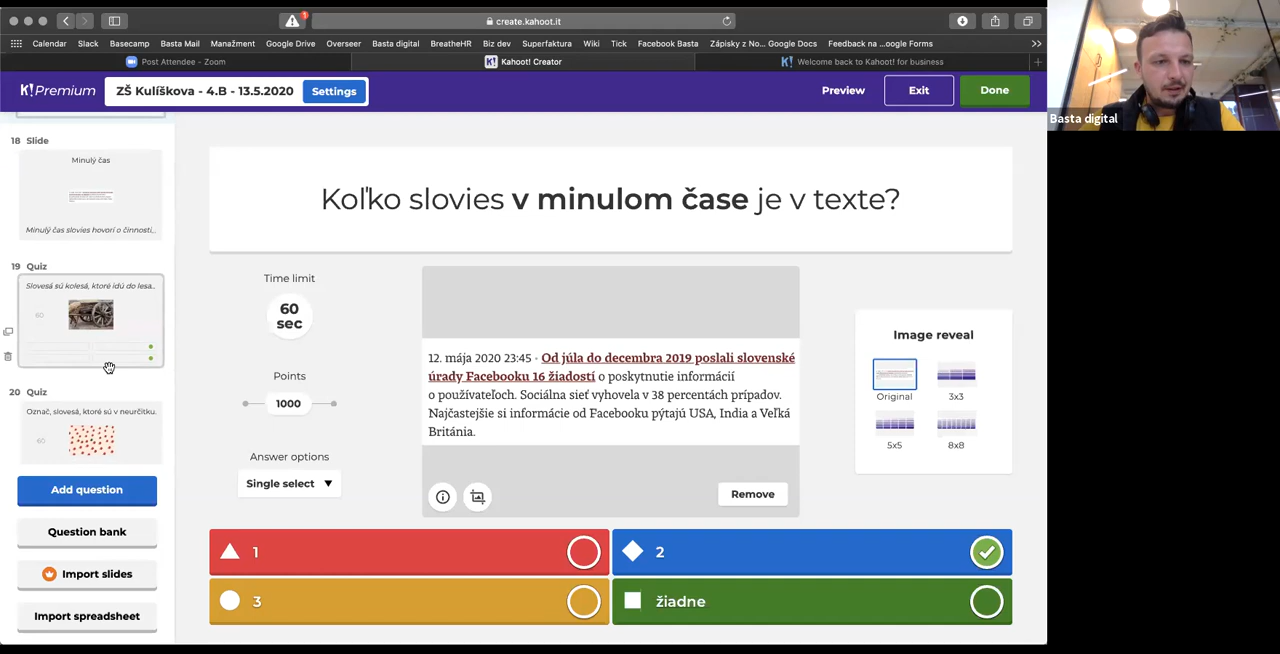 create.kahoot.it
1
Calendar Slack Basecamp Basta Mail Manažment Google Drive Overseer Basta digital BreatheHR Biz dev Superfaktura Wiki Tick Facebook Basta Zápisky z No... Google Docs Feedback na ...oogle Forms
Post Attendee - Zoom
K! Kahoot! Creator
K! Welcome back to Kahoot! for business
K!Premium
ZŠ Kulíškova - 4.B - 13.5.2020
Settings
Preview
Exit
Done
Basta digital
18 Slide
Minulý čas
Minulý čas slovies hovorí o činnosti,..
19 Quiz
Slovesá sú kolesá, ktoré idú do lesa..
60
20 Quiz
Označ, slovesá, ktoré sú v neurčitku.
60
Add question
Question bank
Import slides
Import spreadsheet
Koľko slovies v minulom čase je v texte?
Time limit
60
sec
Points
1000
Answer options
Single select
12. mája 2020 23:45 · Od júla do decembra 2019 poslali slovenské
úrady Facebooku 16 žiadostí o poskytnutie informácií
o používateľoch. Sociálna sieť vyhovela v 38 percentách prípadov.
Najčastejšie si informácie od Facebooku pýtajú USA, India a Veľká
Británia.
Remove
Image reveal
Original
3x3
5x5
8x8
1
2
3
žiadne